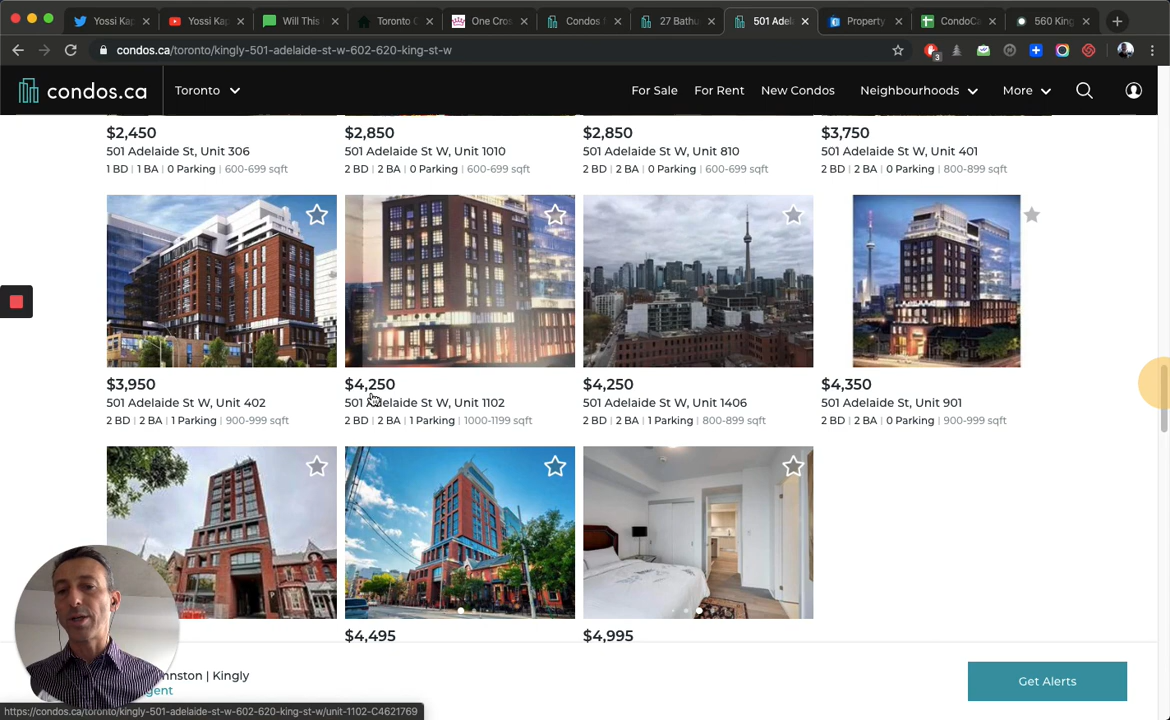 Yossi Kap
Yossi Kap
Will This
Toronto C
One Cros
Condos
27 Bathu
501 Adel
Property
CondoC
560 King
condos.ca/toronto/kingly-501-adelaide-st-w-602-620-king-st-w
3
condos.ca
Toronto
For Sale
For Rent
New Condos
Neighbourhoods
More
$2,450
501 Adelaide St, Unit 306
1 BD | 1 BA | 0 Parking | 600-699 sqft
$2,850
501 Adelaide St W, Unit 1010
2 BD | 2 BA | 0 Parking | 600-699 sqft
$2,850
501 Adelaide St W, Unit 810
2 BD | 2 BA | 0 Parking | 600-699 sqft
$3,750
501 Adelaide St W, Unit 401
2 BD | 2 BA | 0 Parking | 800-899 sqft
$3,950
501 Adelaide St W, Unit 402
2 BD | 2 BA | 1 Parking | 900-999 sqft
$4,250
501 Adelaide St W, Unit 1102
2 BD | 2 BA | 1 Parking | 1000-1199 sqft
$4,250
501 Adelaide St W, Unit 1406
2 BD | 2 BA | 1 Parking | 800-899 sqft
$4,350
501 Adelaide St, Unit 901
2 BD | 2 BA | 0 Parking | 900-999 sqft
$4,495
$4,995
nnston | Kingly
gent
Get Alerts
https://condos.ca/toronto/kingly-501-adelaide-st-w-602-620-king-st-w/unit-1102-C4621769